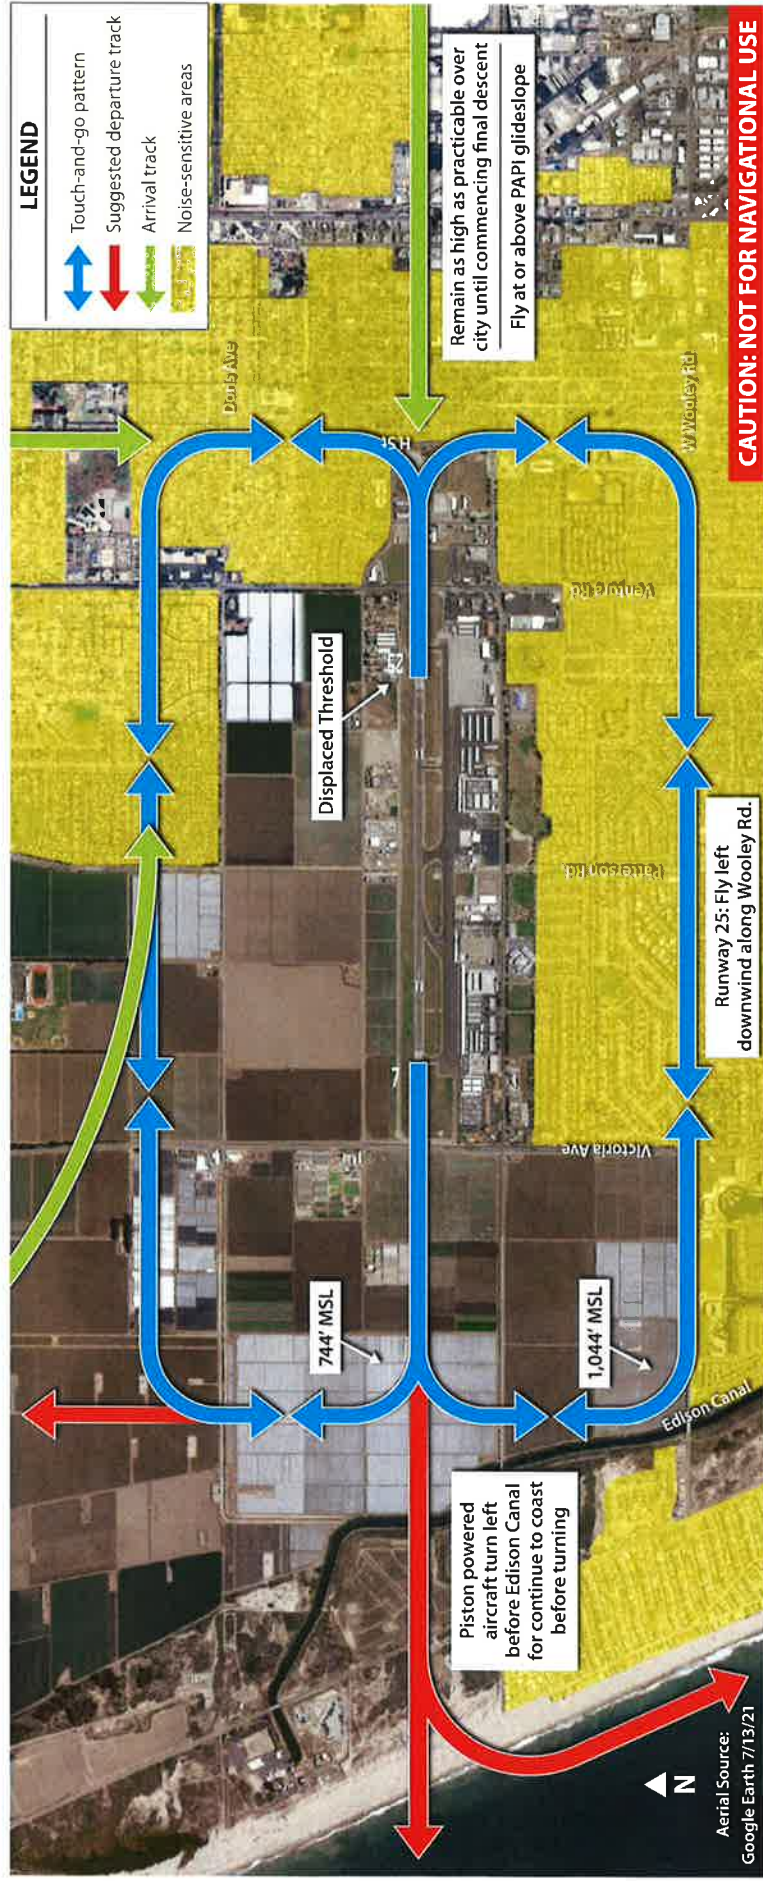 LEGEND
Touch-and-go pattern
Suggested departure track
Arrival track
Noise-sensitive areas
Remain as high as practicable over
city until commencing final descent
Fly at or above PAPI glideslope
CAUTION: NOT FOR NAVIGATIONAL USE
Doris Ave
H St
W Wooley Rd
Ventura Rd
Displaced Threshold
25
Patterson Rd
Runway 25: Fly left
downwind along Wooley Rd.
7
Victoria Ave
744' MSL
1,044' MSL
Edison Canal
Piston powered
aircraft turn left
before Edison Canal
for continue to coast
before turning
N
Aerial Source:
Google Earth 7/13/21